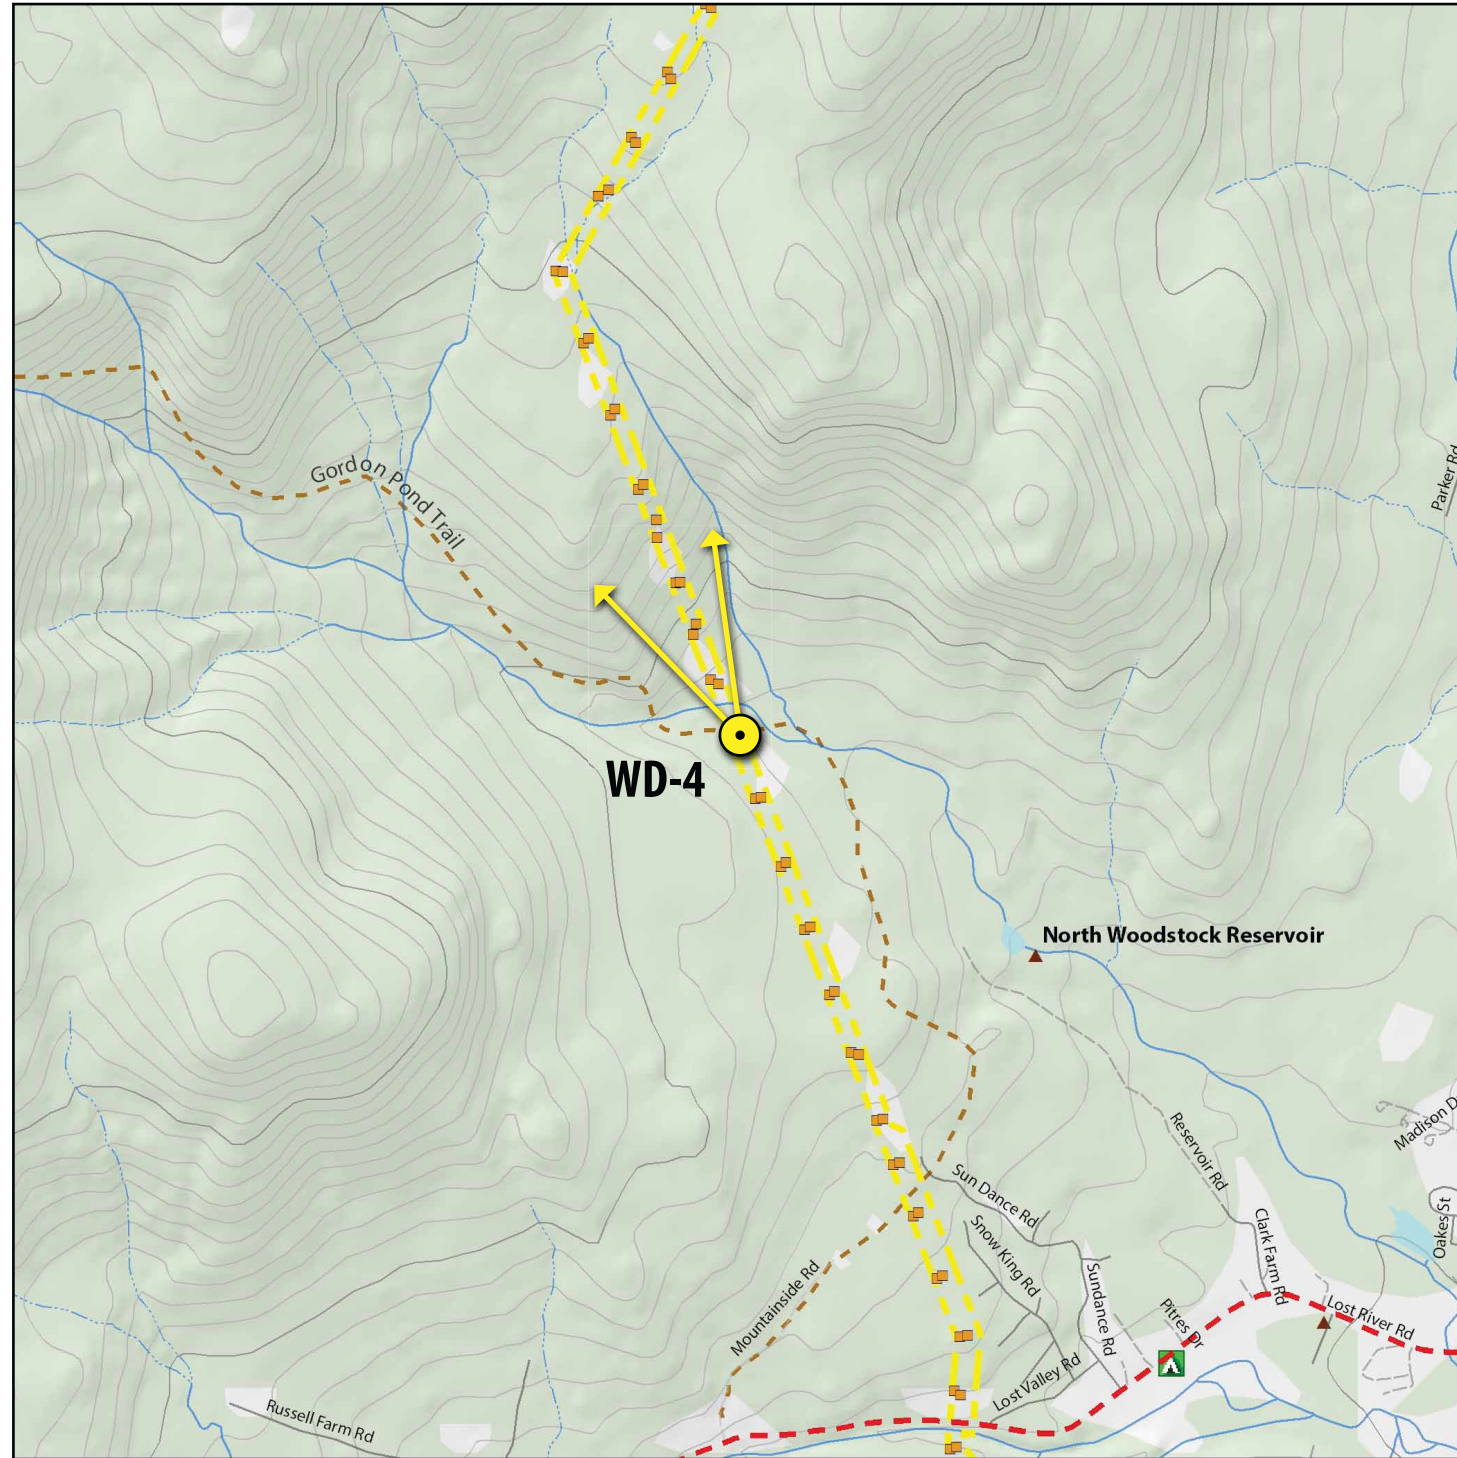 Gordon Pond Trail
Parker Rd
WD-4
North Woodstock Reservoir
Madison D
Reservoir Rd
Sun Dance Rd
Oakes St
Snow King Rd
Clark Farm Rd
Mountainside Rd
Sundance Rd
Pitres Dr
Lost River Rd
Lost Valley Rd
Russell Farm Rd